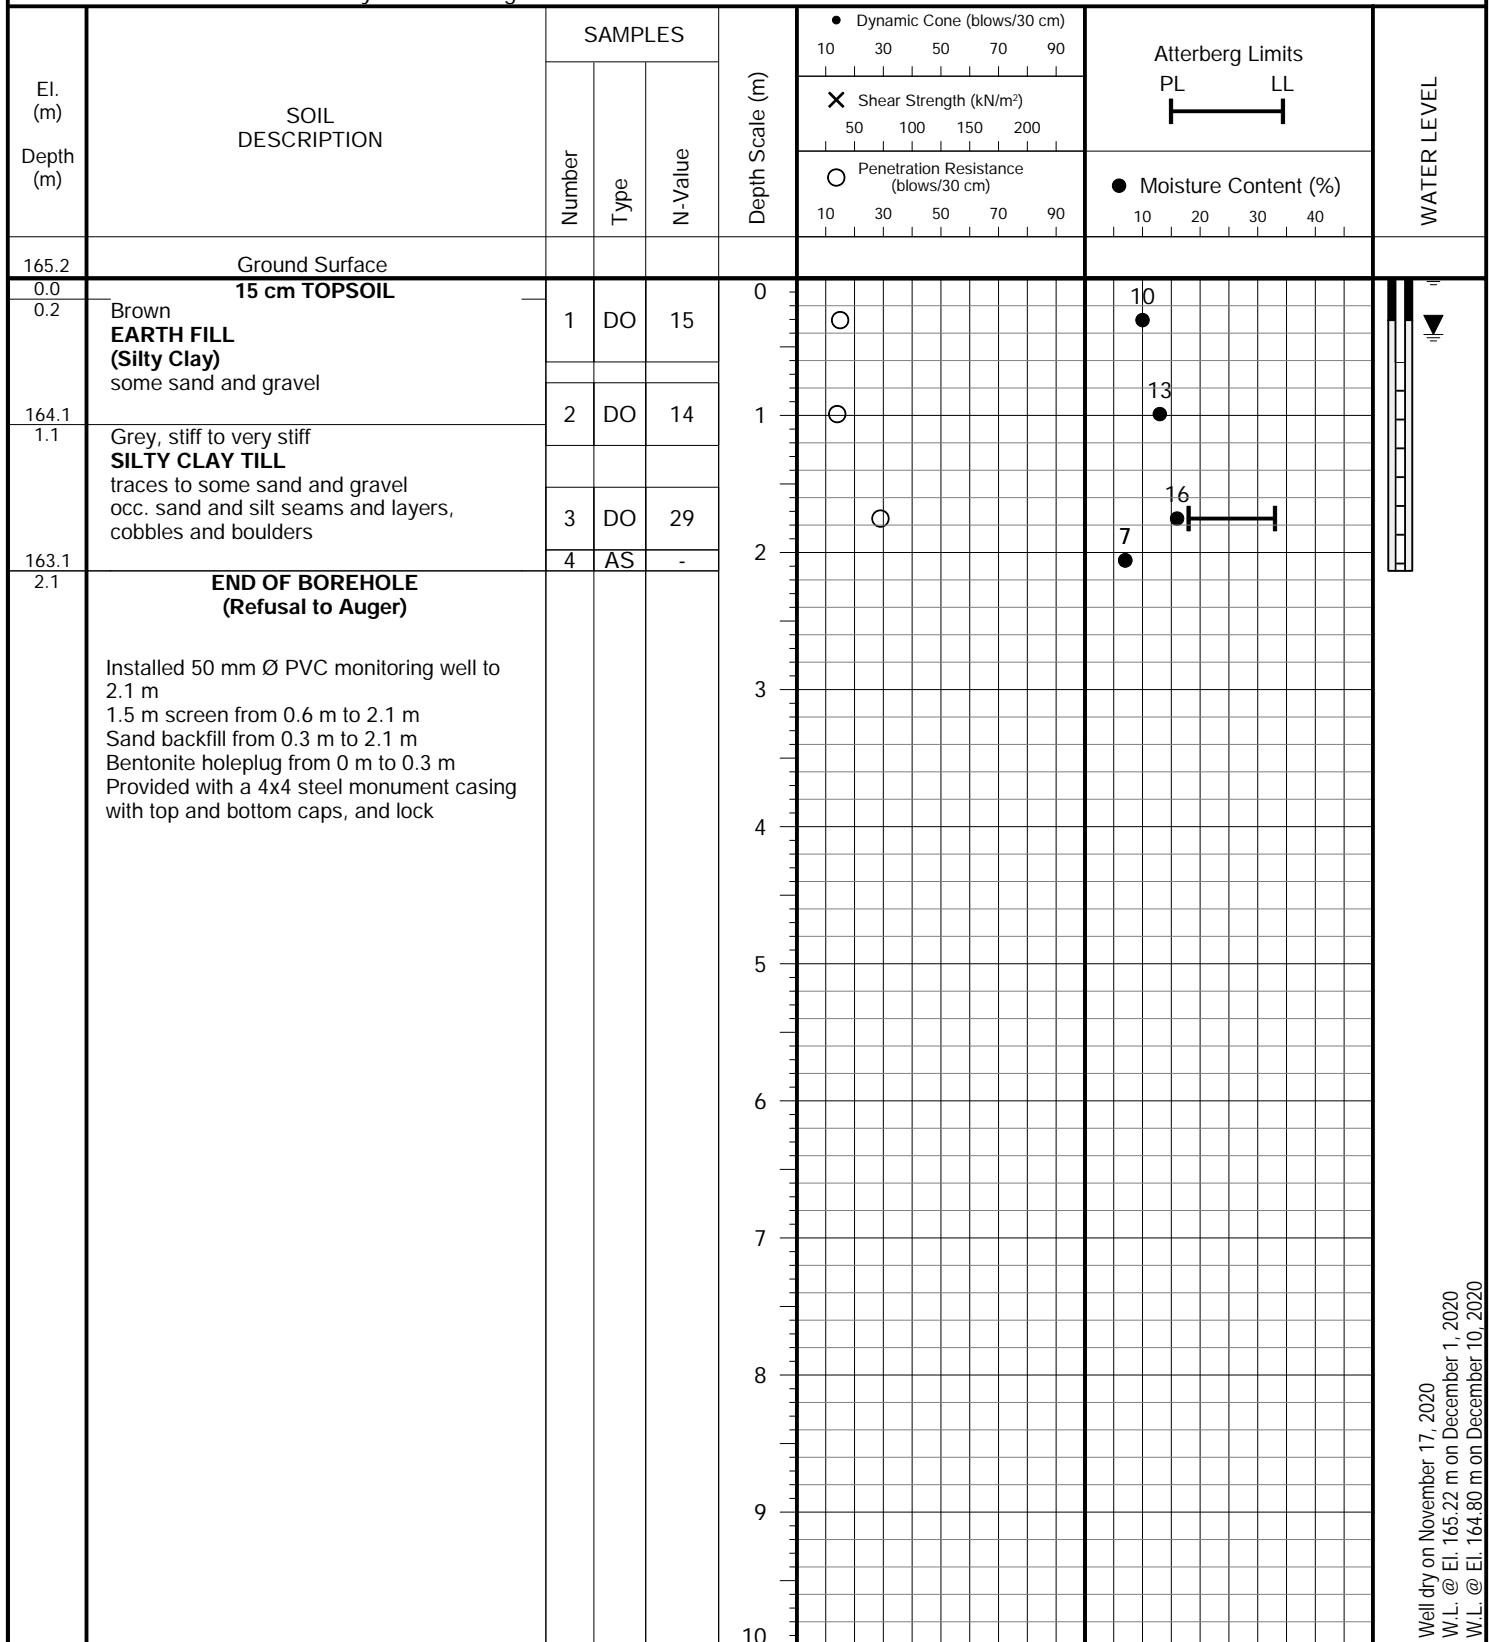 SAMPLES
El.
(m)
Depth
(m)
SOIL
DESCRIPTION
Number
Type
N-Value
Depth Scale (m)
Dynamic Cone (blows/30 cm)
10 30 50 70 90
Shear Strength (kN/m²)
50 100 150 200
Penetration Resistance
(blows/30 cm)
10 30 50 70 90
Atterberg Limits
PL LL
Moisture Content (%)
10 20 30 40
WATER LEVEL
165.2 Ground Surface
0.0 15 cm TOPSOIL
0.2 Brown
EARTH FILL
(Silty Clay)
some sand and gravel
1 DO 15
10
164.1
2 DO 14
13
1.1 Grey, stiff to very stiff
SILTY CLAY TILL
traces to some sand and gravel
occ. sand and silt seams and layers,
cobbles and boulders
3 DO 29
16
163.1
4 AS -
7
2.1 END OF BOREHOLE
(Refusal to Auger)
Installed 50 mm Ø PVC monitoring well to
2.1 m
1.5 m screen from 0.6 m to 2.1 m
Sand backfill from 0.3 m to 2.1 m
Bentonite holeplug from 0 m to 0.3 m
Provided with a 4x4 steel monument casing
with top and bottom caps, and lock
0
1
2
3
4
5
6
7
8
9
10
Well dry on November 17, 2020
W.L. @ El. 165.22 m on December 1, 2020
W.L. @ El. 164.80 m on December 10, 2020